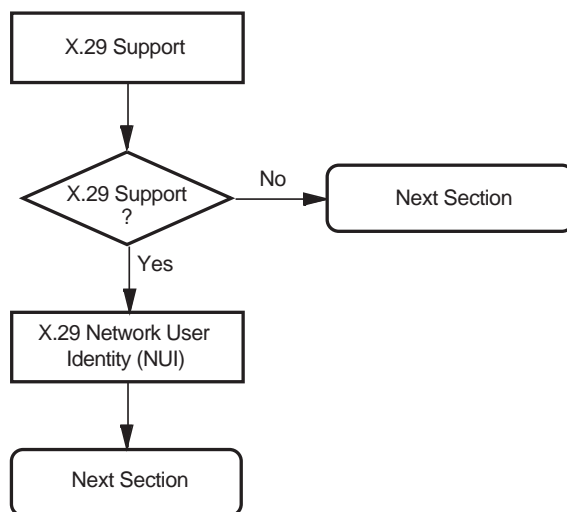 X.29 Support
X.29 Support
?
No
Next Section
Yes
X.29 Network User
Identity (NUI)
Next Section